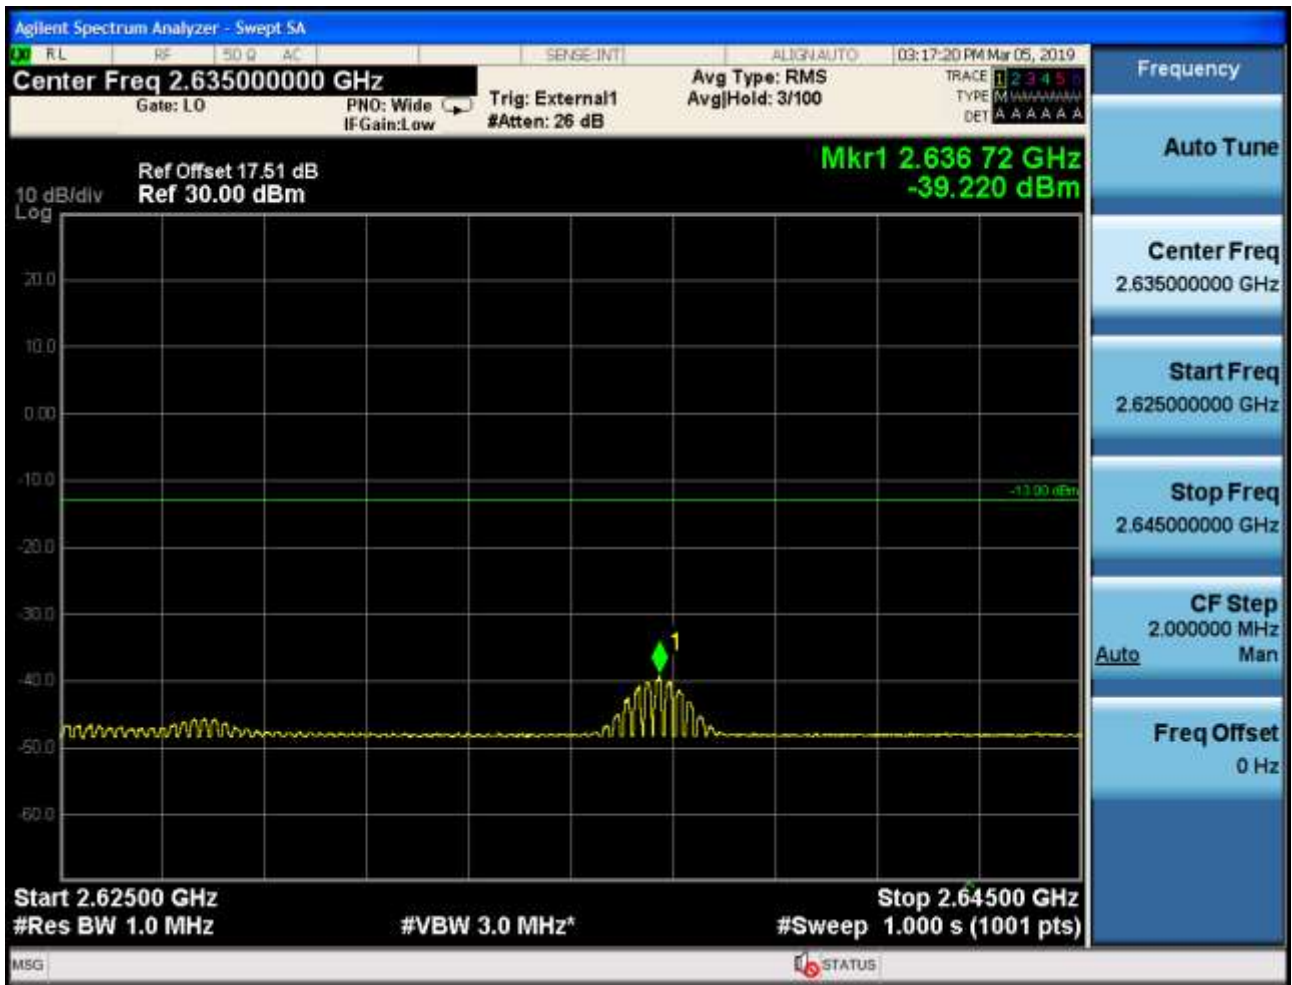 Agilent Spectrum Analyzer - Swept SA
RL RF 50 Ω AC SENSE:INT ALIGN AUTO 03:17:20 PM Mar 05, 2019
Center Freq 2.635000000 GHz
Gate: LO
PNO: Wide
IFGain:Low
Trig: External1
#Atten: 26 dB
Avg Type: RMS
Avg|Hold: 3/100
TRACE 1 2 3 4 5 6
TYPE M
DET A A A A A A
Mkr1 2.636 72 GHz
-39.220 dBm
Ref Offset 17.51 dB
10 dB/div Ref 30.00 dBm
Log
20.0
10.0
0.00
-10.0
-13.00 dBm
-20.0
-30.0
1
-40.0
-50.0
-60.0
Start 2.62500 GHz Stop 2.64500 GHz
#Res BW 1.0 MHz #VBW 3.0 MHz* #Sweep 1.000 s (1001 pts)
MSG STATUS
Frequency
Auto Tune
Center Freq
2.635000000 GHz
Start Freq
2.625000000 GHz
Stop Freq
2.645000000 GHz
CF Step
2.000000 MHz
Auto Man
Freq Offset
0 Hz